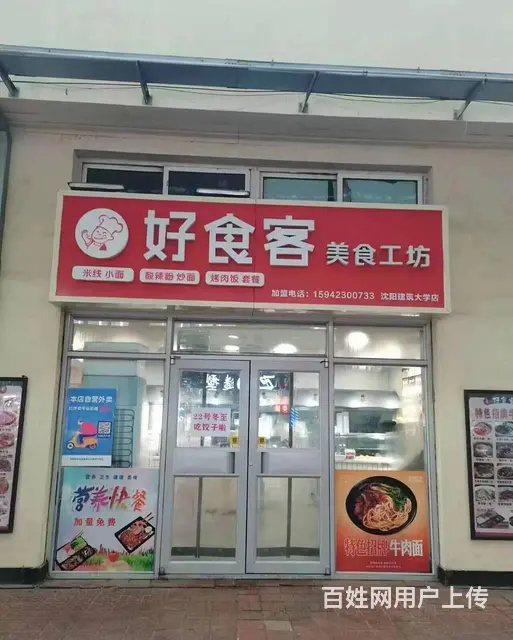 好食客 美食工坊
米线 小面 酸辣粉 炒面 烤肉饭 套餐
加盟电话：15942300733 沈阳建筑大学店
本店自营外卖
22号冬至
吃饺子啦
营养快餐
加量免费
特色招牌 牛肉面
百姓网用户上传